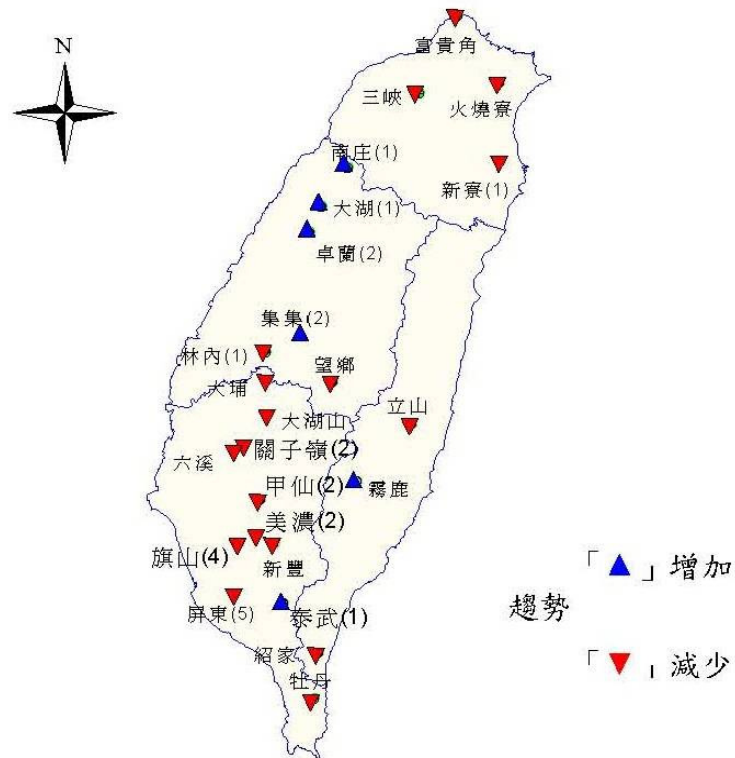 N
富貴角
三峽
火燒寮
南庄(1)
新寮(1)
大湖(1)
卓蘭(2)
集集(2)
林內(1)
望鄉
大埔
立山
大湖山
關子嶺(2)
六溪
甲仙(2)
霧鹿
美濃(2)
旗山(4)
新豐
「▲」增加
屏東(5)
泰武(1)
趨勢
紹家
「▼」減少
牡丹